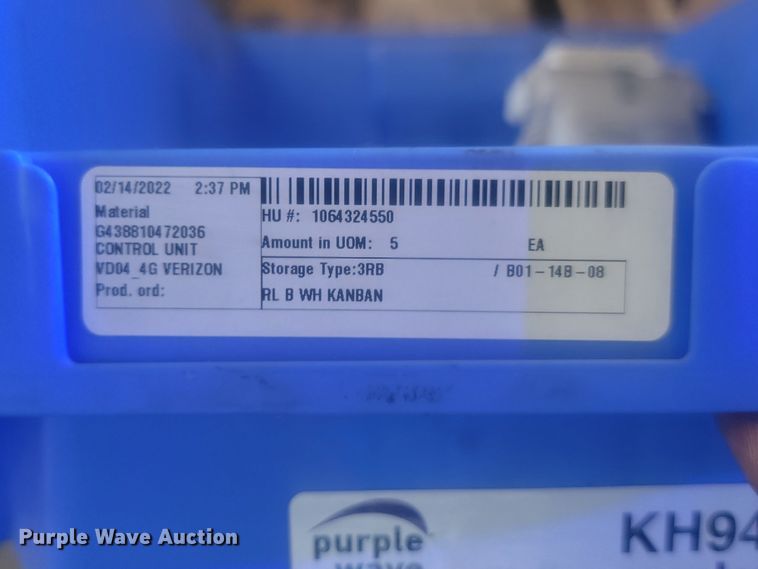 02/14/2022 2:37 PM
Material
G438810472036
CONTROL UNIT
VD04_4G VERIZON
Prod. ord:
HU #: 1064324550
Amount in UOM: 5 EA
Storage Type:3RB / B01-14B-08
RL B WH KANBAN
purple
wave
KH94
Purple Wave Auction